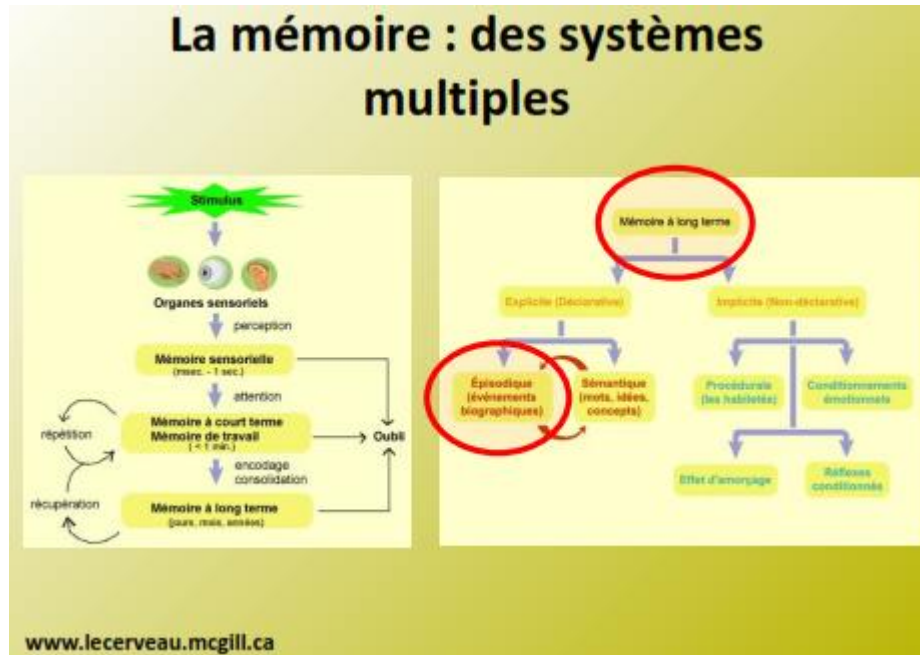 La mémoire : des systèmes
multiples
Stimulus
Organes sensoriels
perception
Mémoire sensorielle
(msec. - 1 sec.)
attention
répétition
Mémoire à court terme
Mémoire de travail
( < 1 min.)
Oubli
encodage
consolidation
récupération
Mémoire à long terme
(jours, mois, années)
Mémoire à long terme
Explicite (Déclarative)
Implicite (Non-déclarative)
Épisodique
(événements
biographiques)
Sémantique
(mots, idées,
concepts)
Procédurale
(les habiletés)
Conditionnements
émotionnels
Effet d'amorçage
Réflexes
conditionnés
www.lecerveau.mcgill.ca